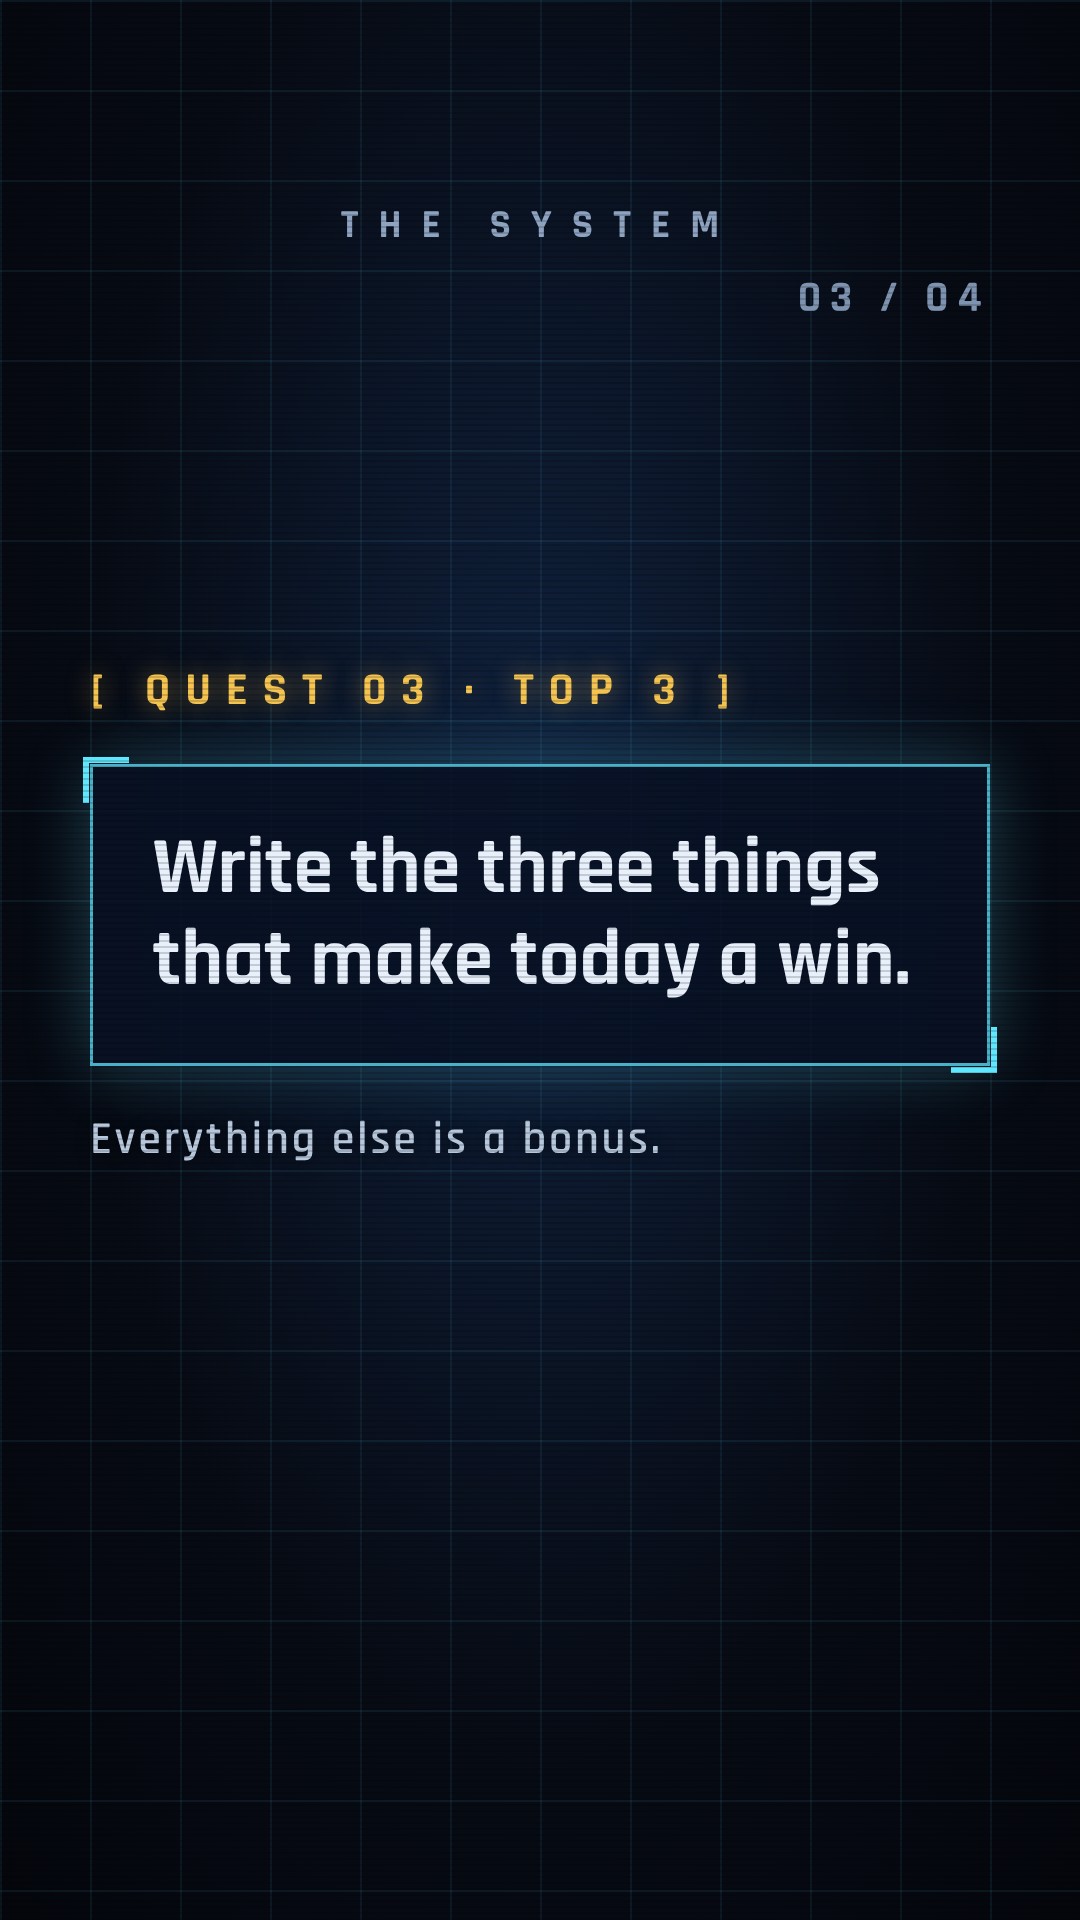 THE SYSTEM
03 / 04
[ QUEST 03 · TOP 3 ]
Write the three things
that make today a win.
Everything else is a bonus.